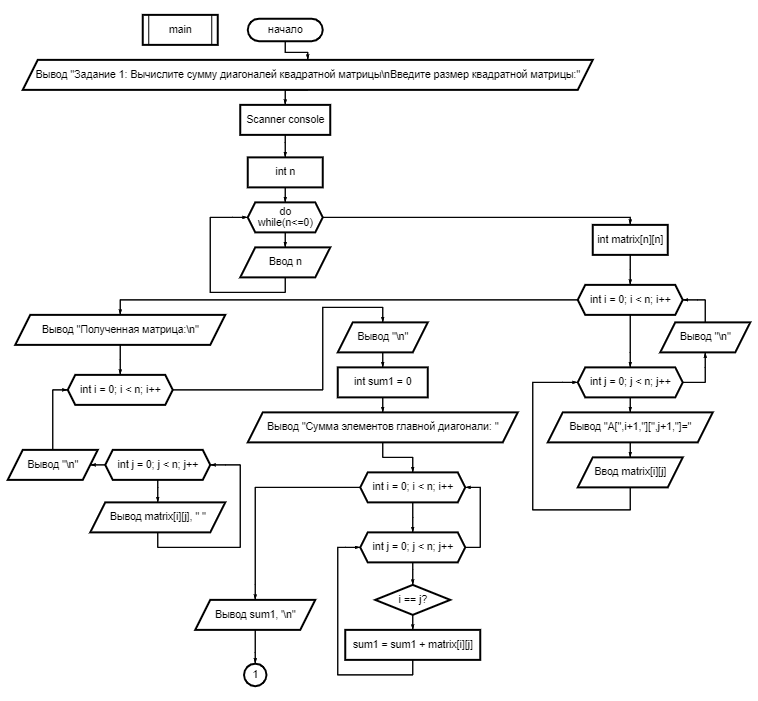 main
начало
Вывод "Задание 1: Вычислите сумму диагоналей квадратной матрицы\nВведите размер квадратной матрицы:"
Scanner console
int n
do
while(n<=0)
Ввод n
int matrix[n][n]
int i = 0; i < n; i++
Вывод "\n"
int j = 0; j < n; j++
Вывод "A[",i+1,"][",j+1,"]="
Ввод matrix[i][j]
Вывод "Полученная матрица:\n"
int i = 0; i < n; i++
int j = 0; j < n; j++
Вывод "\n"
Вывод matrix[i][j], " "
Вывод "\n"
int sum1 = 0
Вывод "Сумма элементов главной диагонали: "
int i = 0; i < n; i++
int j = 0; j < n; j++
i == j?
sum1 = sum1 + matrix[i][j]
Вывод sum1, '\n"
1